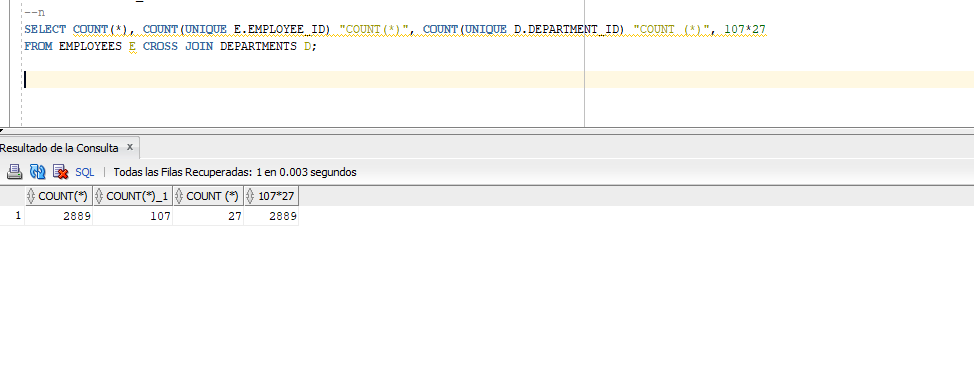 --n
SELECT COUNT(*), COUNT(UNIQUE E.EMPLOYEE_ID) "COUNT(*)", COUNT(UNIQUE D.DEPARTMENT_ID) "COUNT (*)", 107*27
FROM EMPLOYEES E CROSS JOIN DEPARTMENTS D;
Resultado de la Consulta x
SQL | Todas las Filas Recuperadas: 1 en 0.003 segundos
COUNT(*) COUNT(*)_1 COUNT (*) 107*27
1 2889 107 27 2889